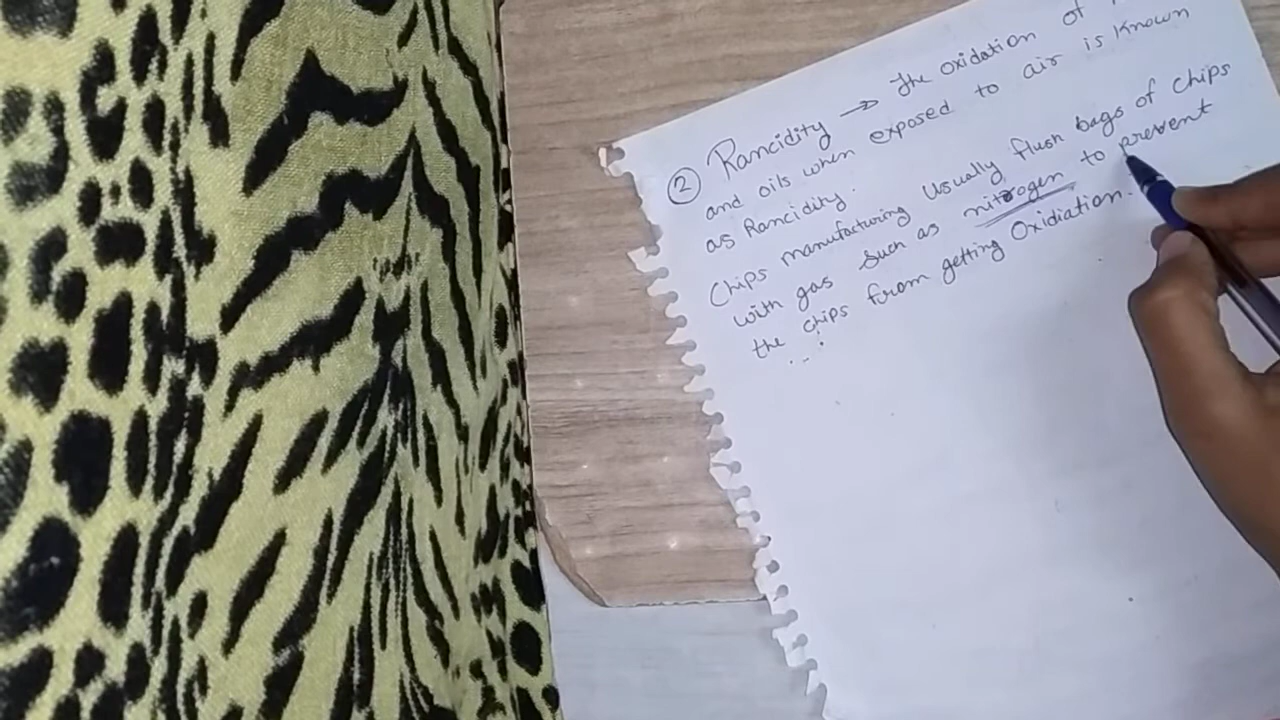 ② Rancidity → The oxidation of
and oils when exposed to air is known
as Rancidity.
Chips manufacturing usually flush bags of chips
with gas such as nitrogen to prevent
the chips from getting Oxidiation.